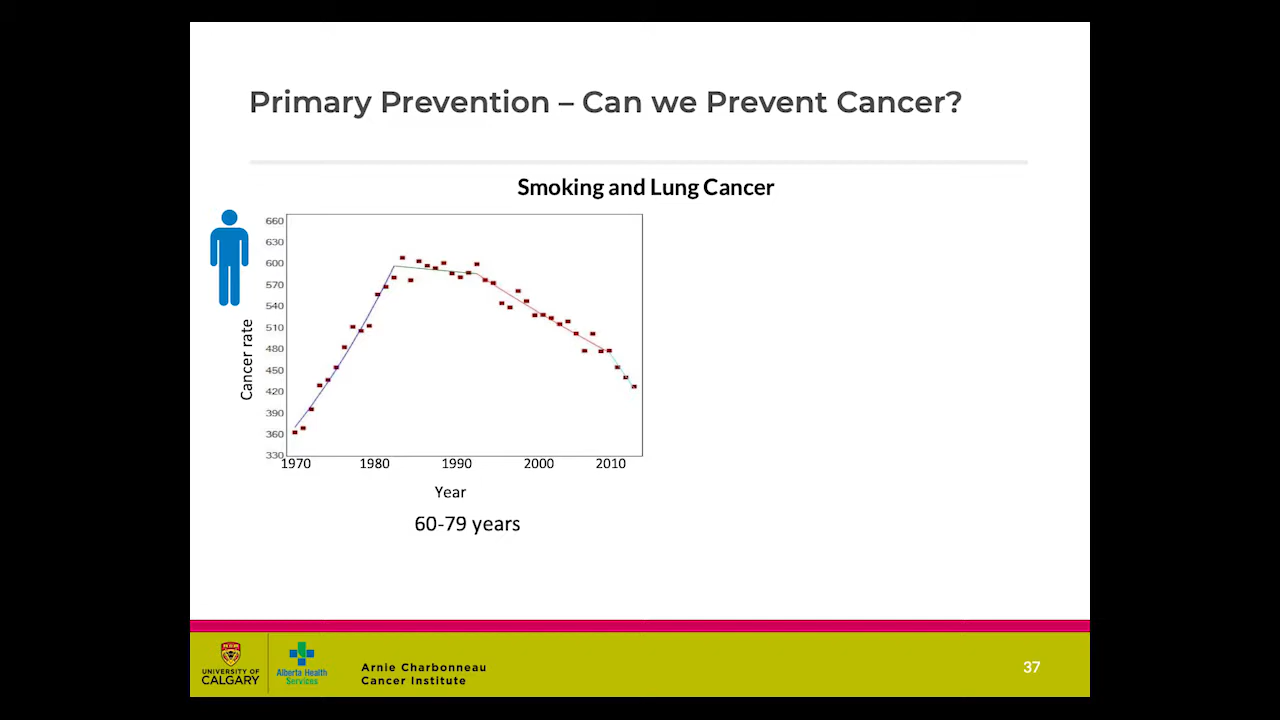 Primary Prevention – Can we Prevent Cancer?
Smoking and Lung Cancer
660
630
600
570
540
510
480
450
420
390
360
330
Cancer rate
1970 1980 1990 2000 2010
Year
60-79 years
UNIVERSITY OF
CALGARY
Alberta Health
Services
Arnie Charbonneau
Cancer Institute
37